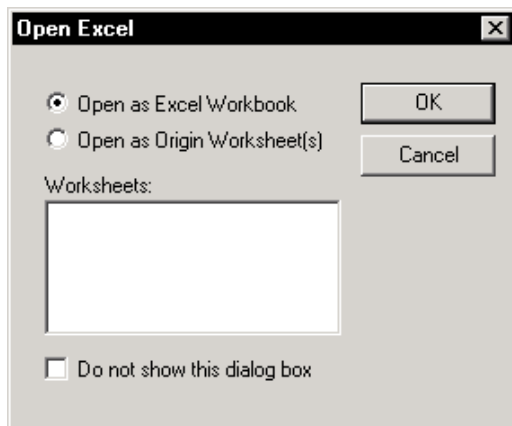 Open Excel
Open as Excel Workbook
OK
Open as Origin Worksheet(s)
Cancel
Worksheets:
Do not show this dialog box